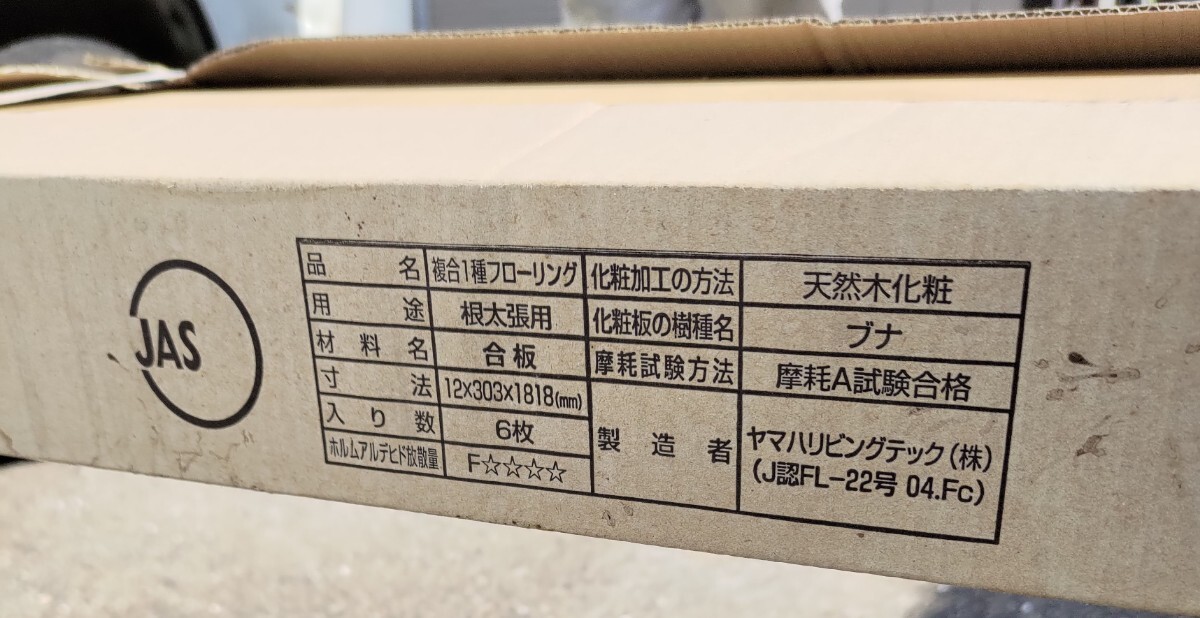 JAS
品名 複合1種フローリング 化粧加工の方法 天然木化粧
用途 根太張用 化粧板の樹種名 ブナ
材料名 合板 摩耗試験方法 摩耗A試験合格
寸法 12×303×1818(mm)
入り数 6枚
ホルムアルデヒド放散量 F☆☆☆☆
製造者 ヤマハリビングテック(株)
(J認FL-22号 04.Fc)